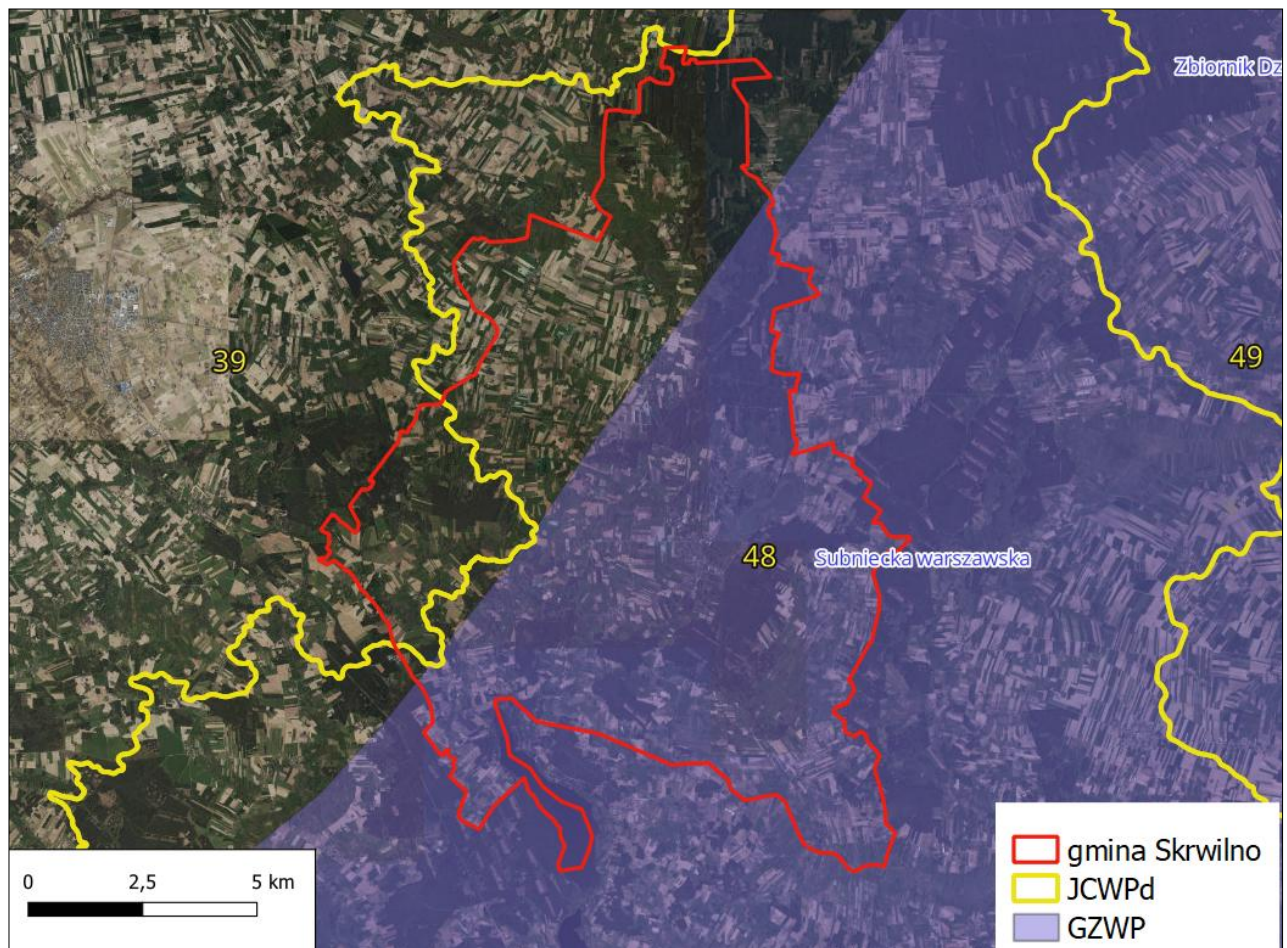 Zbiornik Dz
39
49
48
Subniecka warszawska
0 2,5 5 km
gmina Skrwilno
JCWPd
GZWP